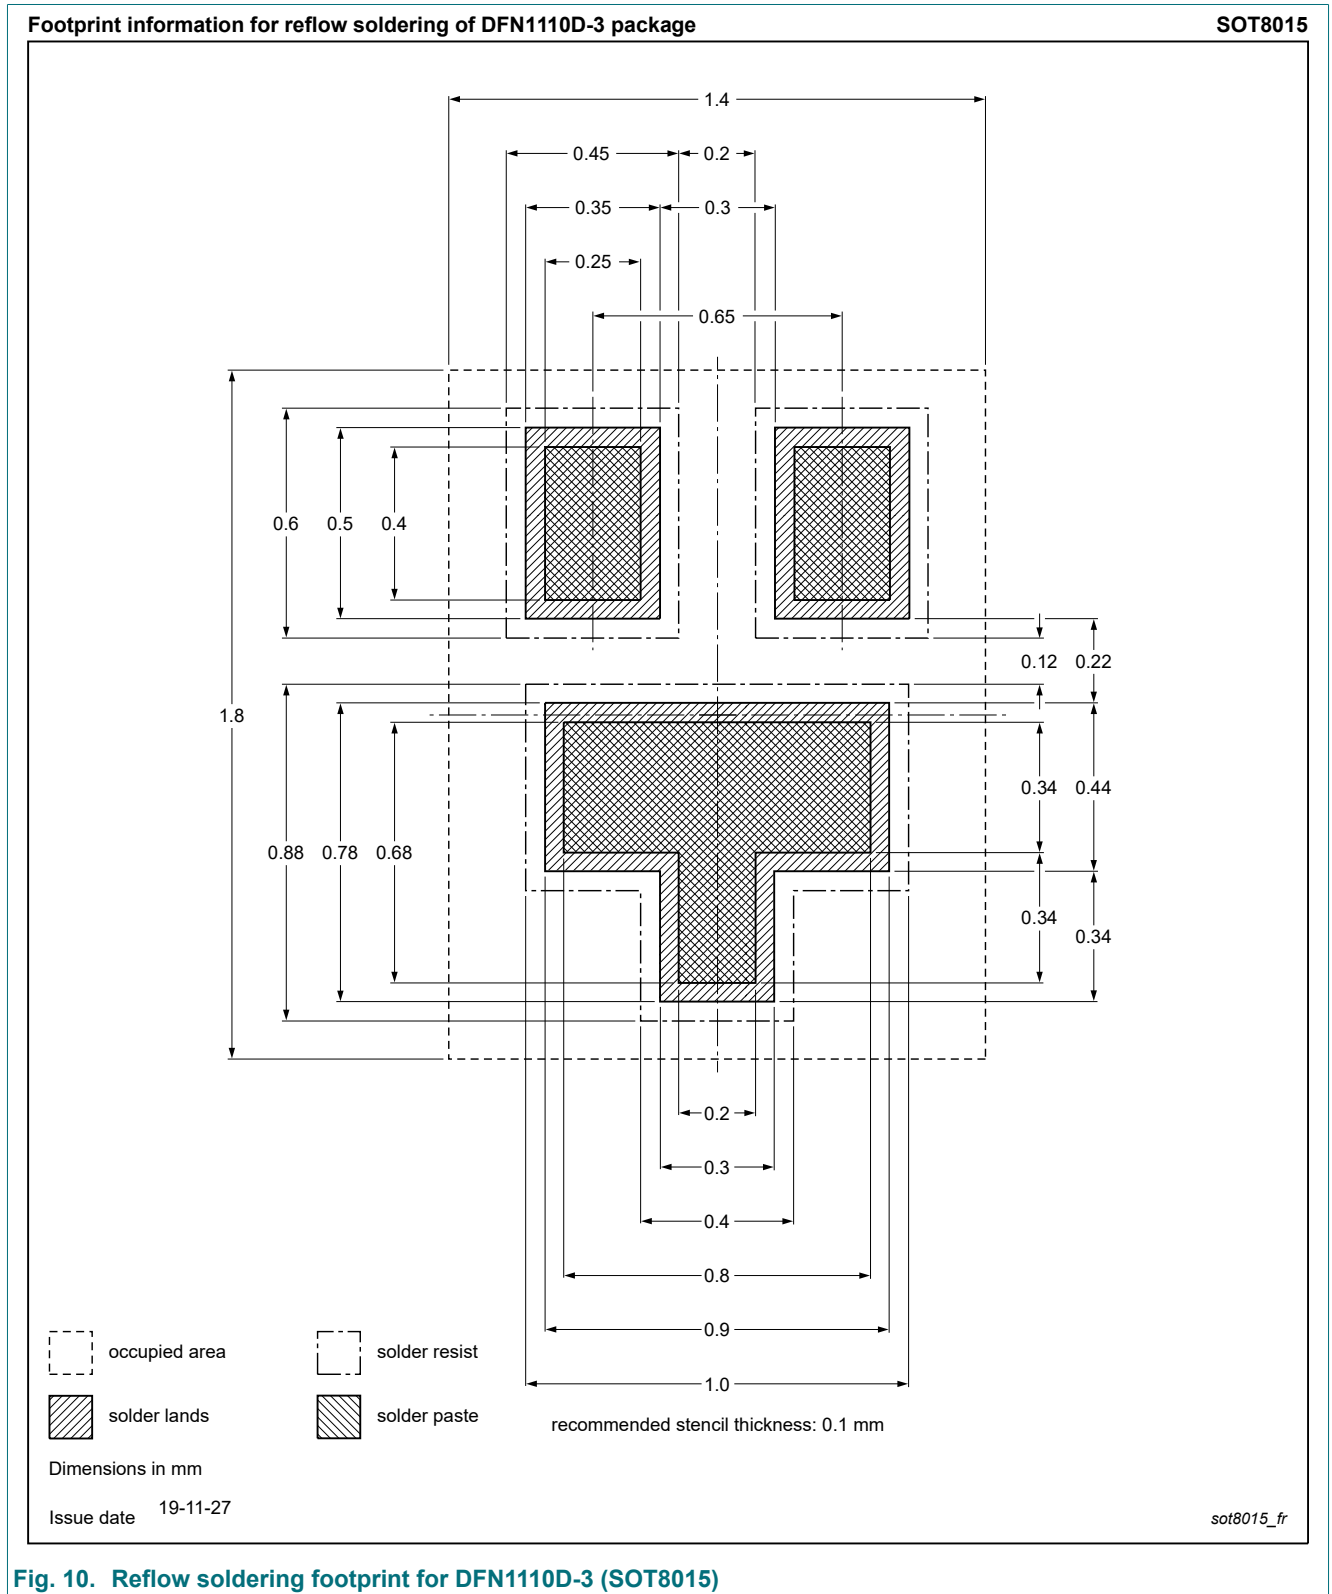 Footprint information for reflow soldering of DFN1110D-3 package SOT8015
1.4
0.45 0.2
0.35 0.3
0.25
0.65
0.6 0.5 0.4
0.12 0.22
1.8
0.34 0.44
0.88 0.78 0.68
0.34
0.34
0.2
0.3
0.4
0.8
0.9
1.0
occupied area solder resist
solder lands solder paste
recommended stencil thickness: 0.1 mm
Dimensions in mm
Issue date 19-11-27
sot8015_fr
Fig. 10. Reflow soldering footprint for DFN1110D-3 (SOT8015)